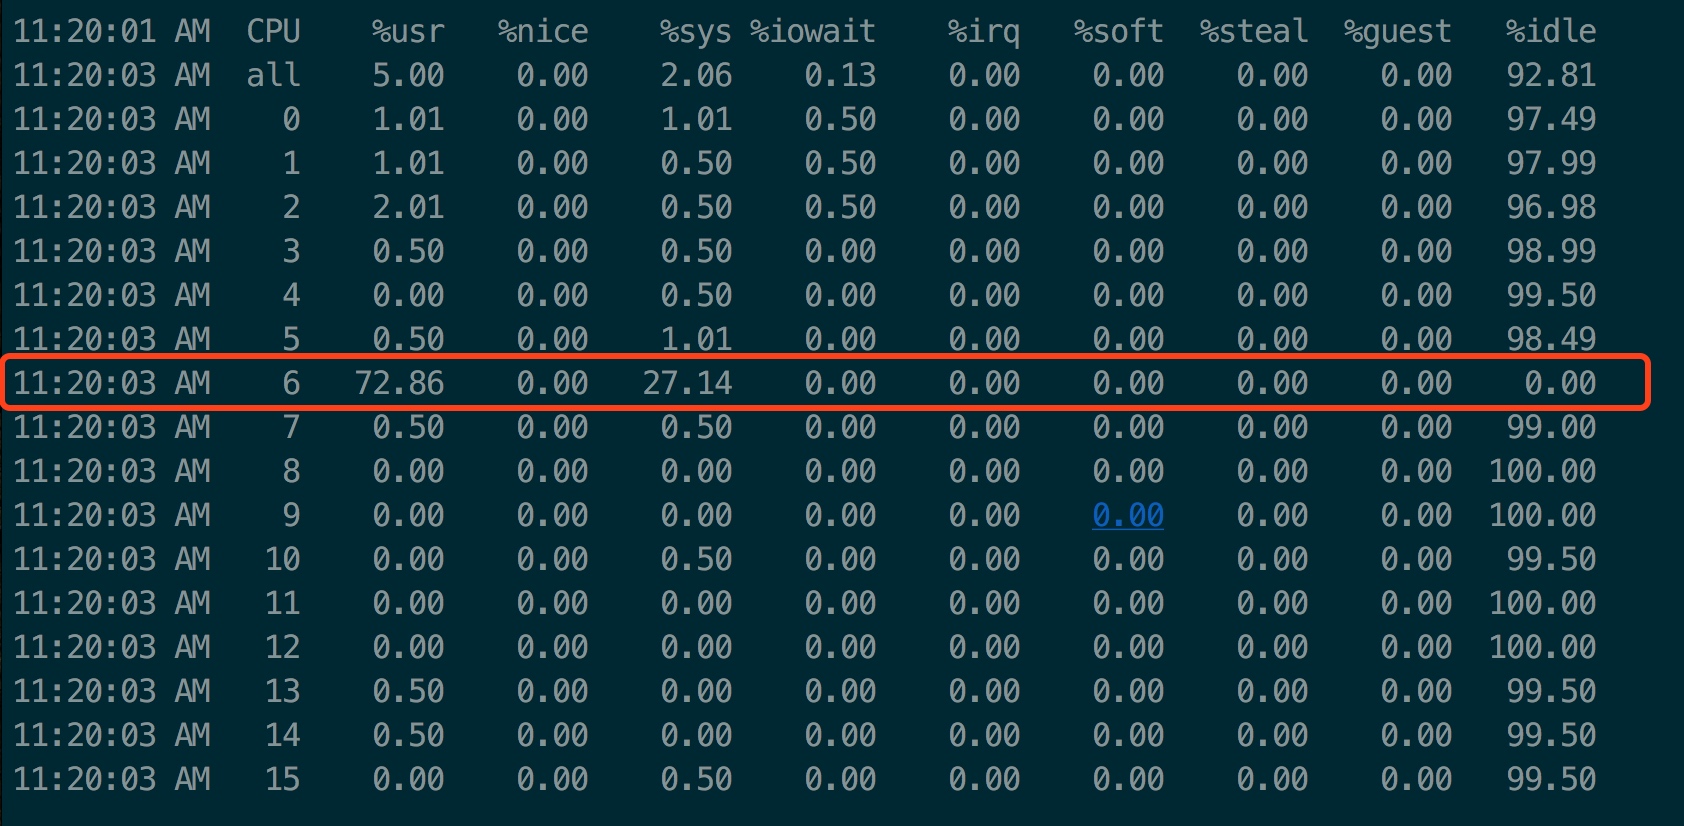 11:20:01 AM CPU %usr %nice %sys %iowait %irq %soft %steal %guest %idle
11:20:03 AM all 5.00 0.00 2.06 0.13 0.00 0.00 0.00 0.00 92.81
11:20:03 AM 0 1.01 0.00 1.01 0.50 0.00 0.00 0.00 0.00 97.49
11:20:03 AM 1 1.01 0.00 0.50 0.50 0.00 0.00 0.00 0.00 97.99
11:20:03 AM 2 2.01 0.00 0.50 0.50 0.00 0.00 0.00 0.00 96.98
11:20:03 AM 3 0.50 0.00 0.50 0.00 0.00 0.00 0.00 0.00 98.99
11:20:03 AM 4 0.00 0.00 0.50 0.00 0.00 0.00 0.00 0.00 99.50
11:20:03 AM 5 0.50 0.00 1.01 0.00 0.00 0.00 0.00 0.00 98.49
11:20:03 AM 6 72.86 0.00 27.14 0.00 0.00 0.00 0.00 0.00 0.00
11:20:03 AM 7 0.50 0.00 0.50 0.00 0.00 0.00 0.00 0.00 99.00
11:20:03 AM 8 0.00 0.00 0.00 0.00 0.00 0.00 0.00 0.00 100.00
11:20:03 AM 9 0.00 0.00 0.00 0.00 0.00 0.00 0.00 0.00 100.00
11:20:03 AM 10 0.00 0.00 0.50 0.00 0.00 0.00 0.00 0.00 99.50
11:20:03 AM 11 0.00 0.00 0.00 0.00 0.00 0.00 0.00 0.00 100.00
11:20:03 AM 12 0.00 0.00 0.00 0.00 0.00 0.00 0.00 0.00 100.00
11:20:03 AM 13 0.50 0.00 0.00 0.00 0.00 0.00 0.00 0.00 99.50
11:20:03 AM 14 0.50 0.00 0.00 0.00 0.00 0.00 0.00 0.00 99.50
11:20:03 AM 15 0.00 0.00 0.50 0.00 0.00 0.00 0.00 0.00 99.50